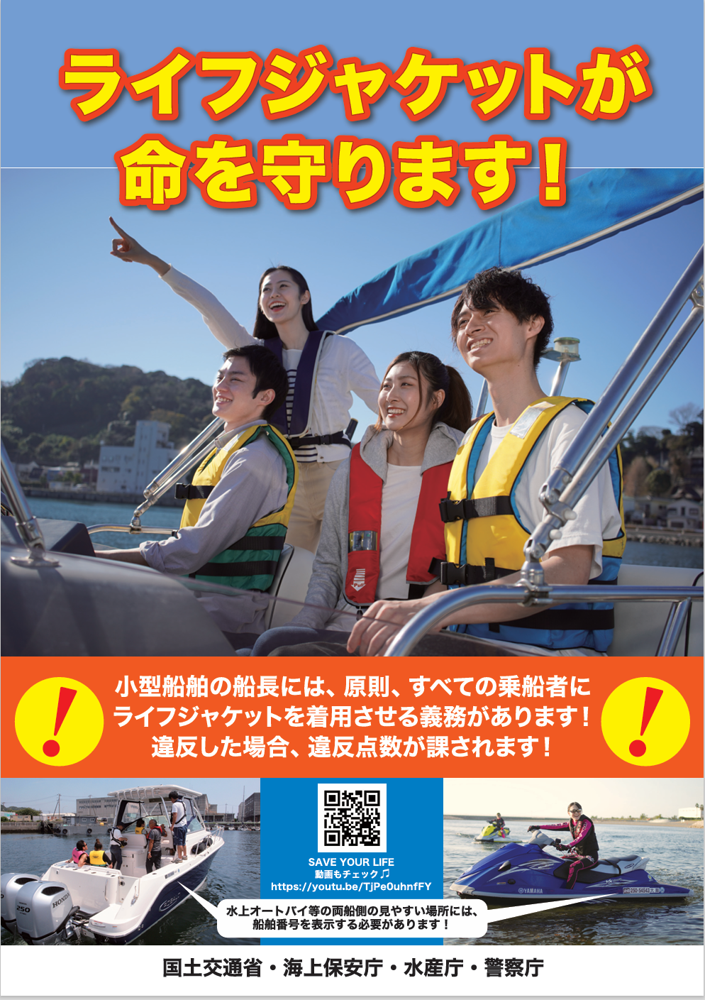 ライフジャケットが
命を守ります！
Pull
小型船舶の船長には、原則、すべての乗船者に
ライフジャケットを着用させる義務があります！
違反した場合、違反点数が課されます！
SAVE YOUR LIFE
動画もチェック♫
https://youtu.be/TjPe0uhnfFY
250
HONDA
YAMAHA
水上オートバイ等の両船側の見やすい場所には、
船舶番号を表示する必要があります！
国土交通省・海上保安庁・水産庁・警察庁